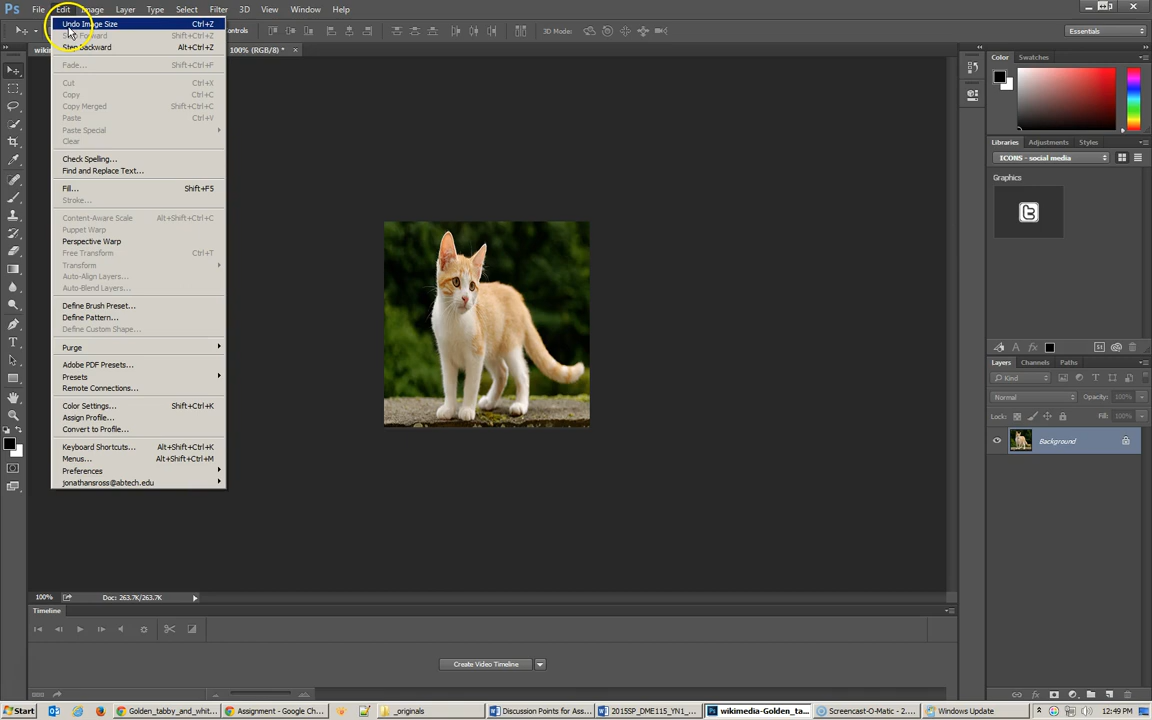 Ps File Edit Image Layer Type Select Filter 3D View Window
3D Mode: Essentials
100% (RGB/8) *
Undo Image Size Ctrl+Z
Shift+Ctrl+Z
Step Backward Alt+Ctrl+Z
Fade... Shift+Ctrl+F
Cut Ctrl+X
Copy Ctrl+C
Copy Merged Shift+Ctrl+C
Paste Ctrl+V
Paste Special
Clear
Check Spelling...
Find and Replace Text...
Fill... Shift+F5
Stroke...
Content-Aware Scale Alt+Shift+Ctrl+C
Puppet Warp
Perspective Warp
Free Transform Ctrl+T
Transform
Auto-Align Layers...
Auto-Blend Layers...
Define Brush Preset...
Define Pattern...
Define Custom Shape...
Purge
Adobe PDF Presets...
Presets
Remote Connections...
Color Settings... Shift+Ctrl+K
Assign Profile...
Convert to Profile...
Keyboard Shortcuts... Alt+Shift+Ctrl+K
Menus... Alt+Shift+Ctrl+M
Preferences
jonathansross@abtech.edu
Color Swatches
Libraries Adjustments Styles
ICONS - social media
Graphics
Layers Channels Paths
Kind
Normal Opacity: 100%
Lock: Fill: 100%
Background
100% Doc: 263.7K/263.7K
Timeline
Create Video Timeline
Start Golden_tabby_and_whit... Assignment - Google Ch... _originals Discussion Points for Ass... 2015SP_DME115_YN1_... wikimedia-Golden_ta... Screencast-O-Matic - 2.... Windows Update 12:49 PM